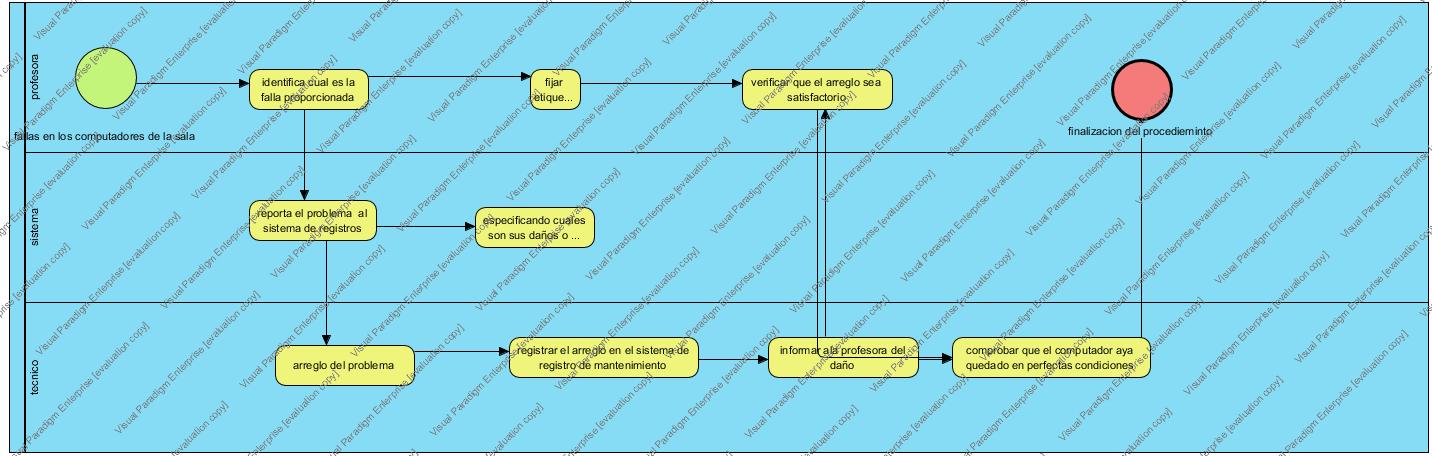 profesora
fallas en los computadores de la sala
identifica cual es la
falla proporcionada
fijar
etique...
verificar que el arreglo sea
satisfactorio
finalizacion del procedieminto
sistema
reporta el problema al
sistema de registros
especificando cuales
son sus daños o ...
tecnico
arreglo del problema
registrar el arreglo en el sistema de
registro de mantenimiento
informar ala profesora del
daño
comprobar que el computador aya
quedado en perfectas condiciones
Visual Paradigm Enterprise [evaluation copy]